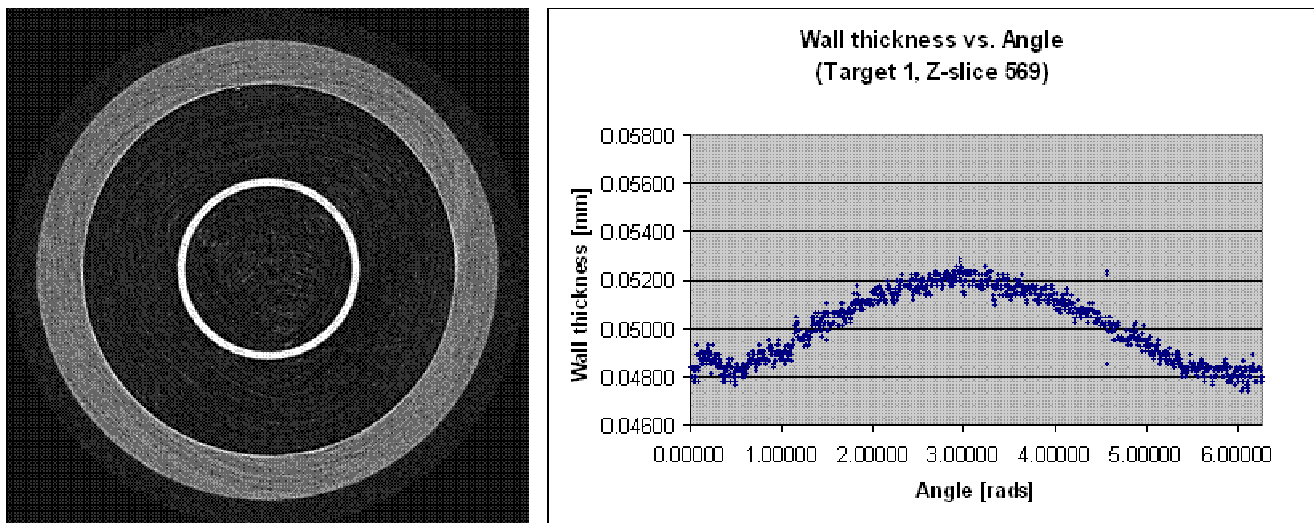 Wall thickness vs. Angle
(Target 1, Z-slice 569)
Wall thickness [mm]
0.05800
0.05600
0.05400
0.05200
0.05000
0.04800
0.04600
0.00000 1.00000 2.00000 3.00000 4.00000 5.00000 6.00000
Angle [rads]